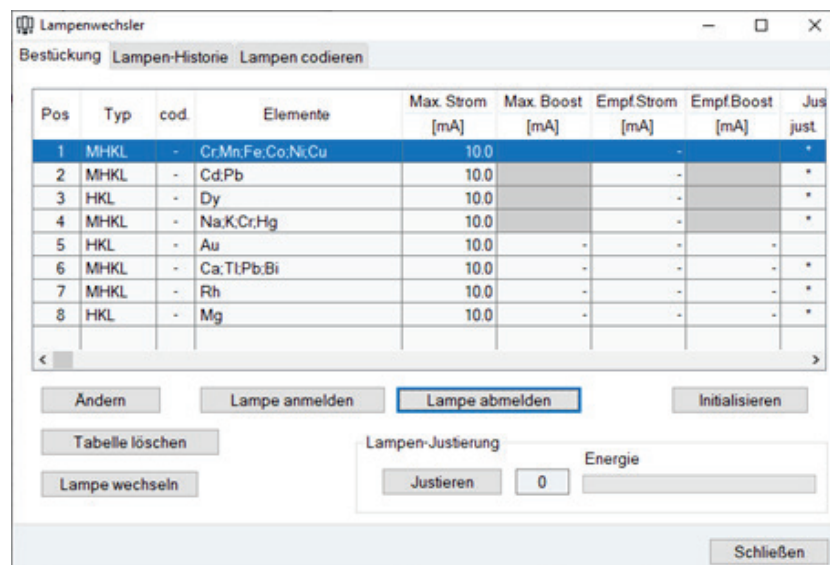 Lampenwechsler
Bestückung Lampen-Historie Lampen codieren
Pos Typ cod. Elemente Max. Strom [mA] Max. Boost [mA] Empf.Strom [mA] Empf.Boost [mA] Jus just.
1 MHKL - Cr;Mn;Fe;Co;Ni;Cu 10.0 - *
2 MHKL - Cd;Pb 10.0 - *
3 HKL - Dy 10.0 - *
4 MHKL - Na;K;Cr;Hg 10.0 - *
5 HKL - Au 10.0 - - -
6 MHKL - Ca;Tl;Pb;Bi 10.0 - - - *
7 MHKL - Rh 10.0 - - - *
8 HKL - Mg 10.0 - - - *
Ändern Lampe anmelden Lampe abmelden Initialisieren
Tabelle löschen
Lampen-Justierung
Energie
Lampe wechseln Justieren 0
Schließen